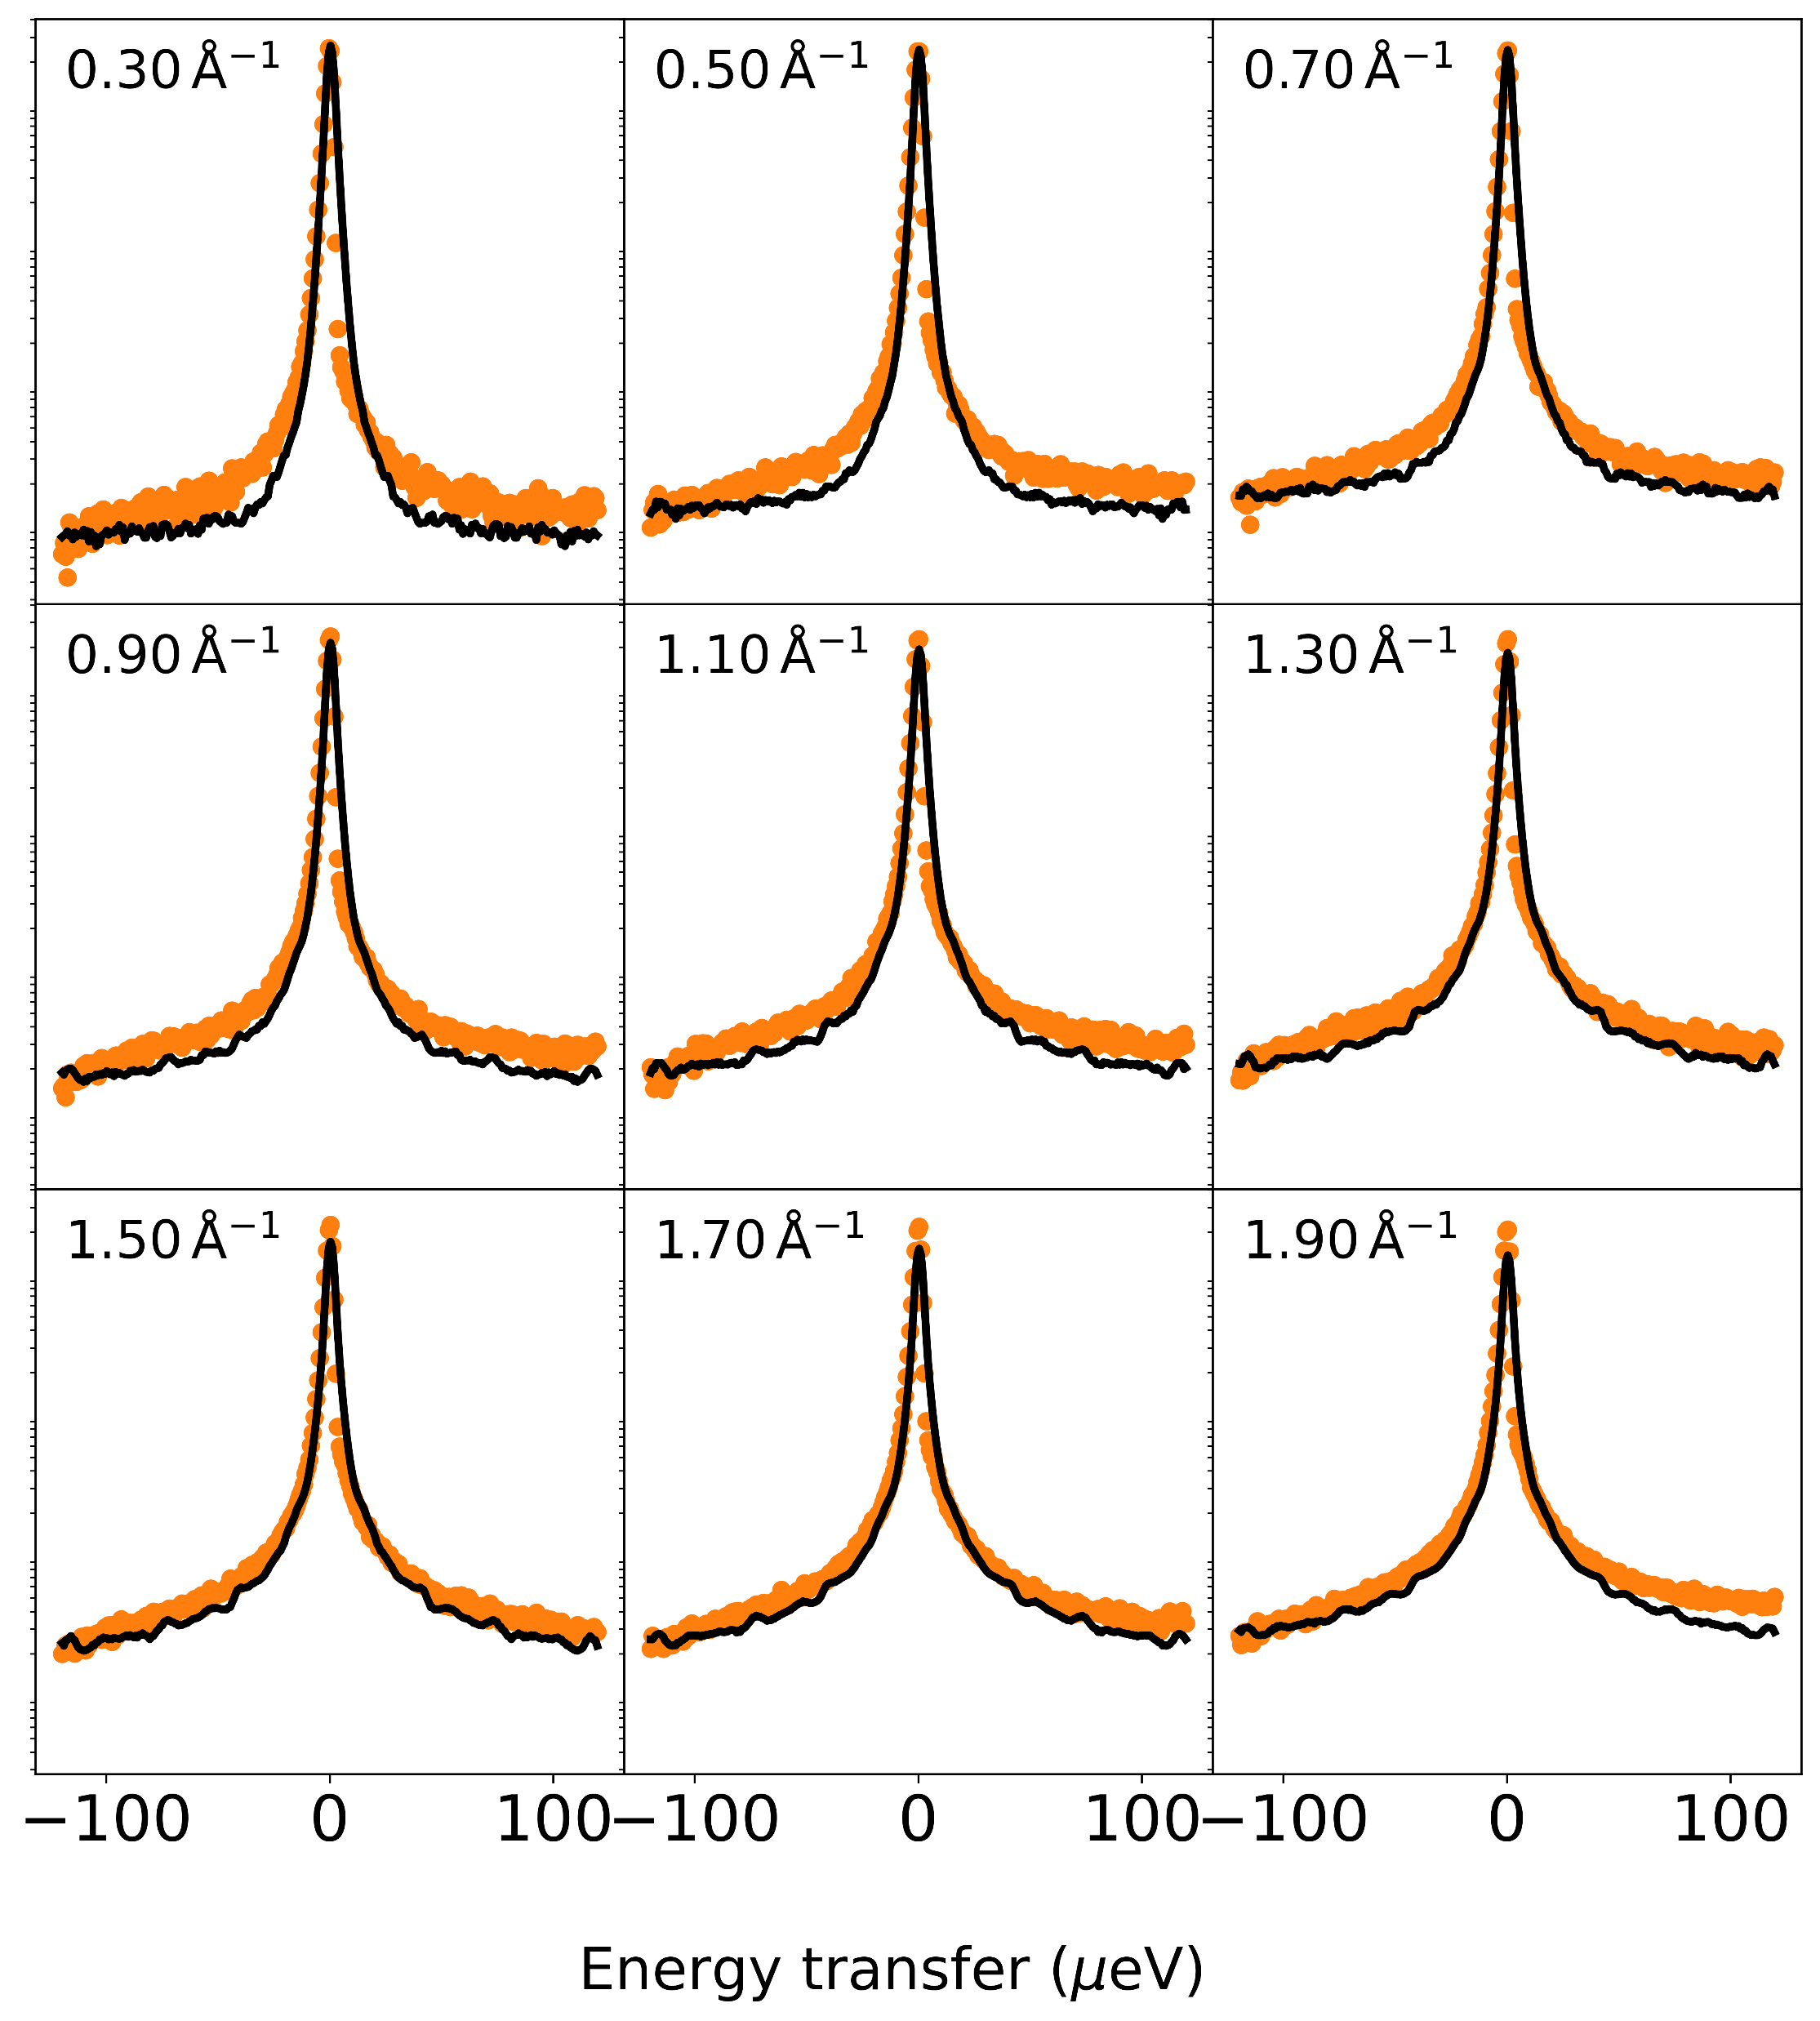 0.30 Å⁻¹
0.50 Å⁻¹
0.70 Å⁻¹
0.90 Å⁻¹
1.10 Å⁻¹
1.30 Å⁻¹
1.50 Å⁻¹
1.70 Å⁻¹
1.90 Å⁻¹
−100 0 100 −100 0 100 −100 0 100
Energy transfer (μeV)